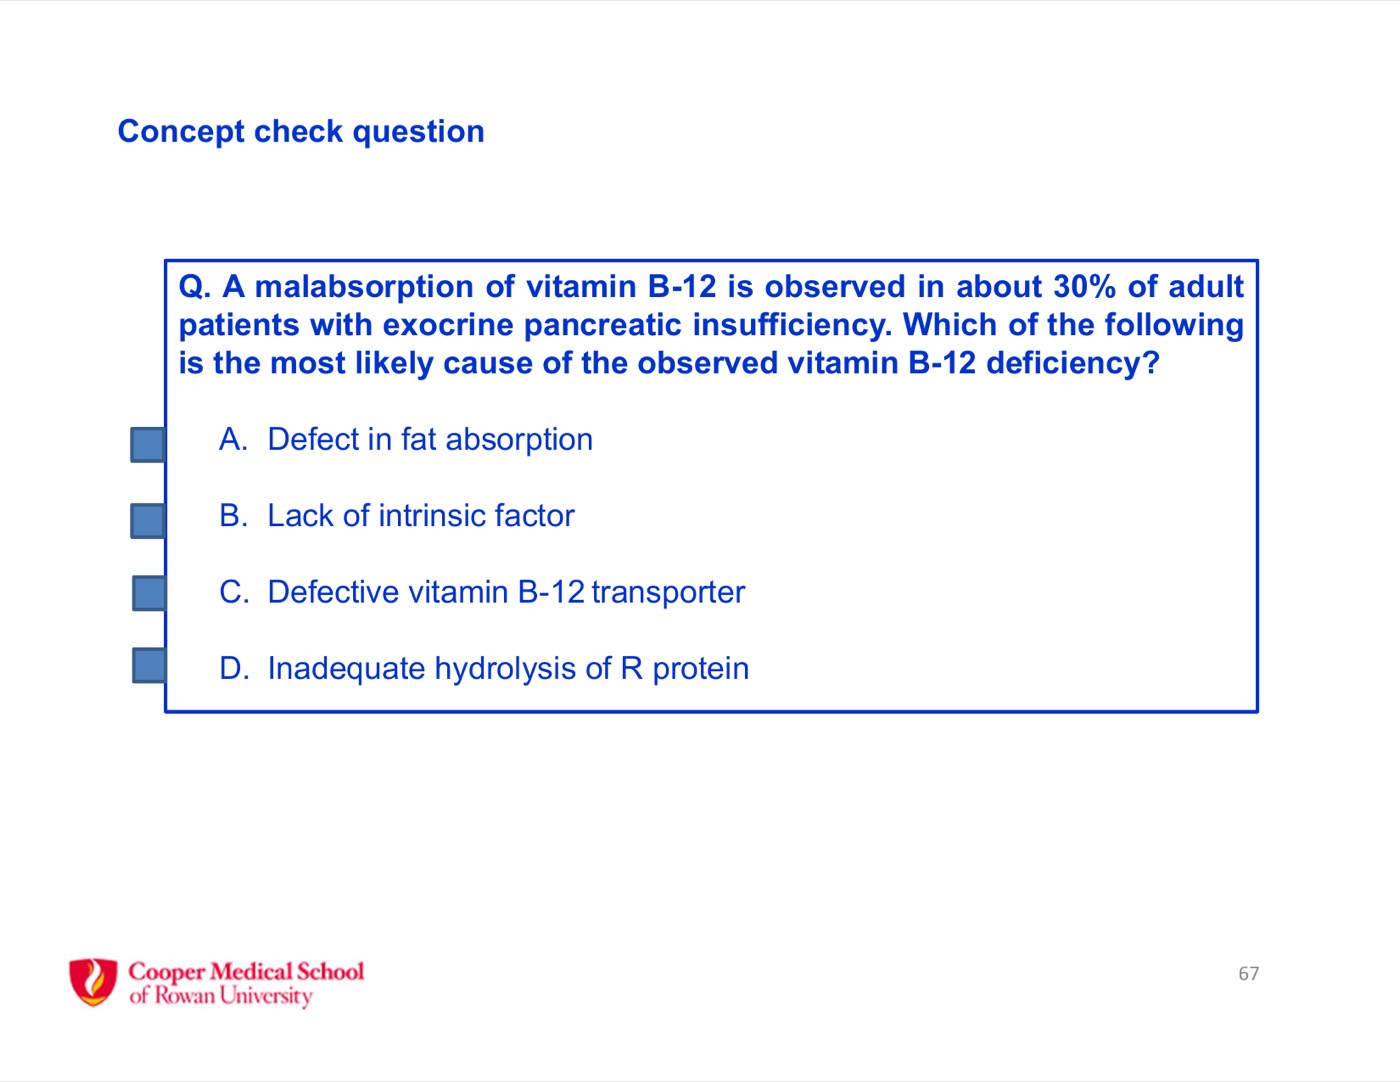 Concept check question
Q. A malabsorption of vitamin B-12 is observed in about 30% of adult
patients with exocrine pancreatic insufficiency. Which of the following
is the most likely cause of the observed vitamin B-12 deficiency?
A. Defect in fat absorption
B. Lack of intrinsic factor
C. Defective vitamin B-12 transporter
D. Inadequate hydrolysis of R protein
Cooper Medical School
of Rowan University
67